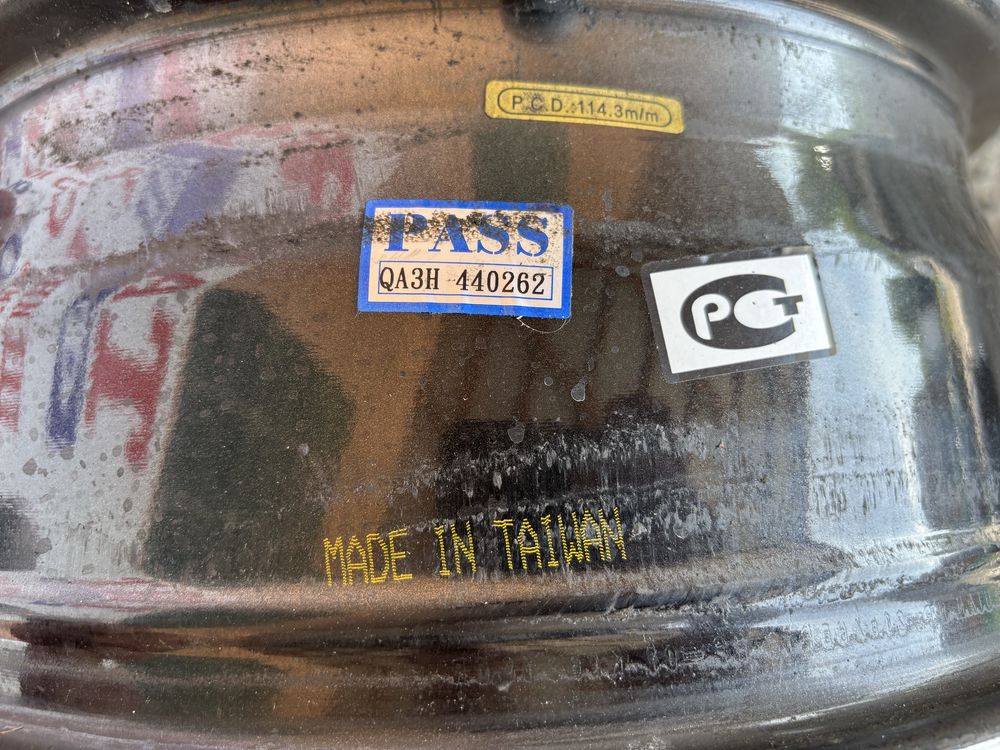 P.C.D.:114.3m/m
PASS
QA3H 440262
PCT
MADE IN TAIWAN